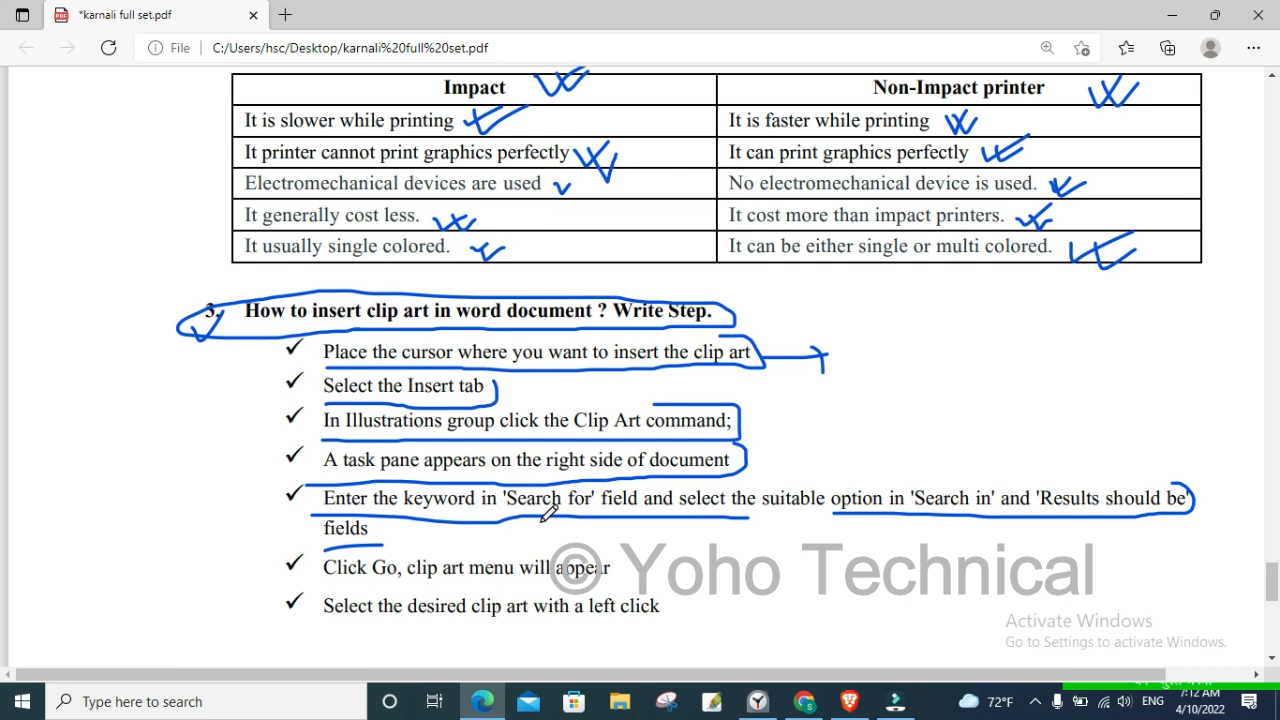 *karnali full set.pdf
File
C:/Users/hsc/Desktop/karnali%20full%20set.pdf
Impact
Non-Impact printer
It is slower while printing
It is faster while printing
It printer cannot print graphics perfectly
It can print graphics perfectly
Electromechanical devices are used
No electromechanical device is used.
It generally cost less.
It cost more than impact printers.
It usually single colored.
It can be either single or multi colored.
3. How to insert clip art in word document ? Write Step.
Place the cursor where you want to insert the clip art
Select the Insert tab
In Illustrations group click the Clip Art command;
A task pane appears on the right side of document
Enter the keyword in 'Search for' field and select the suitable option in 'Search in' and 'Results should be'
fields
Click Go, clip art menu will appear
© Yoho Technical
Select the desired clip art with a left click
Activate Windows
Go to Settings to activate Windows.
Type here to search
72°F
ENG
7:12 AM
4/10/2022